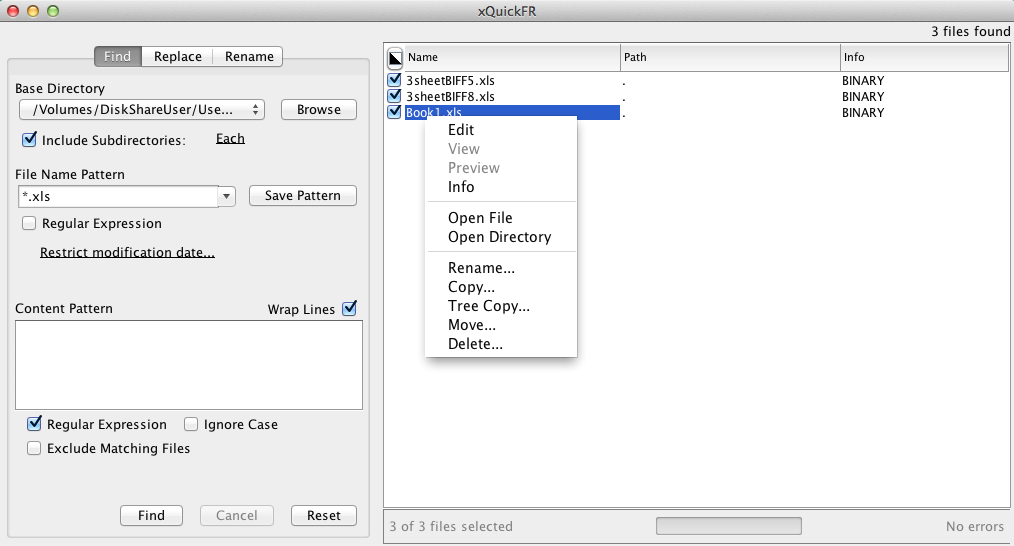 xQuickFR
3 files found
Find Replace Rename
Base Directory
/Volumes/DiskShareUser/Use... Browse
Include Subdirectories: Each
File Name Pattern
*.xls Save Pattern
Regular Expression
Restrict modification date...
Content Pattern Wrap Lines
Regular Expression Ignore Case
Exclude Matching Files
Find Cancel Reset
Name Path Info
3sheetBIFF5.xls . BINARY
3sheetBIFF8.xls . BINARY
Book1.xls . BINARY
Edit
View
Preview
Info
Open File
Open Directory
Rename...
Copy...
Tree Copy...
Move...
Delete...
3 of 3 files selected No errors